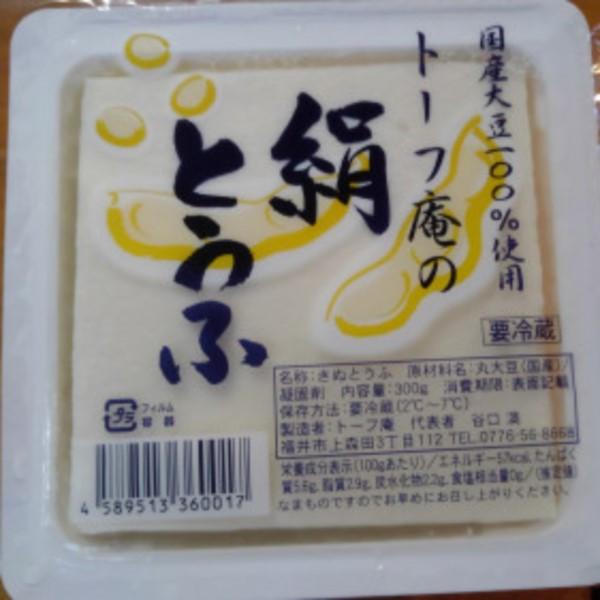 国産大豆一〇〇%使用
トーフ庵の
絹
とうふ
要冷蔵
名称:きぬとうふ 原材料名:丸大豆(国産)/
凝固剤 内容量:300g 消費期限:表面記載
保存方法:要冷蔵(2℃〜7℃)
製造者:トーフ庵 代表者 谷口
福井市上森田3丁目112 TEL.0776-56-8668
栄養成分表示(100gあたり)/エネルギー57kcal、たんぱく
質5.6g、脂質2.9g、炭水化物2.2g、食塩相当量0g/(推定値)
なまものですのでお早めにお召し上がりください。
プラ
フィルム
容器
4 589513 360017